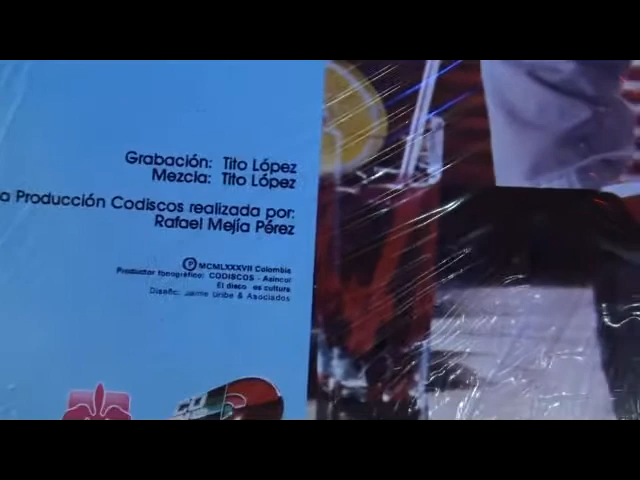 Grabación: Tito López
Mezcla: Tito López
a Producción Codiscos realizada por:
Rafael Mejía Pérez
Ⓟ MCMLXXXVII Colombia
Productor fonográfico: CODISCOS - Asincol
El disco es cultura
Diseño: Jaime Uribe & Asociados
CO